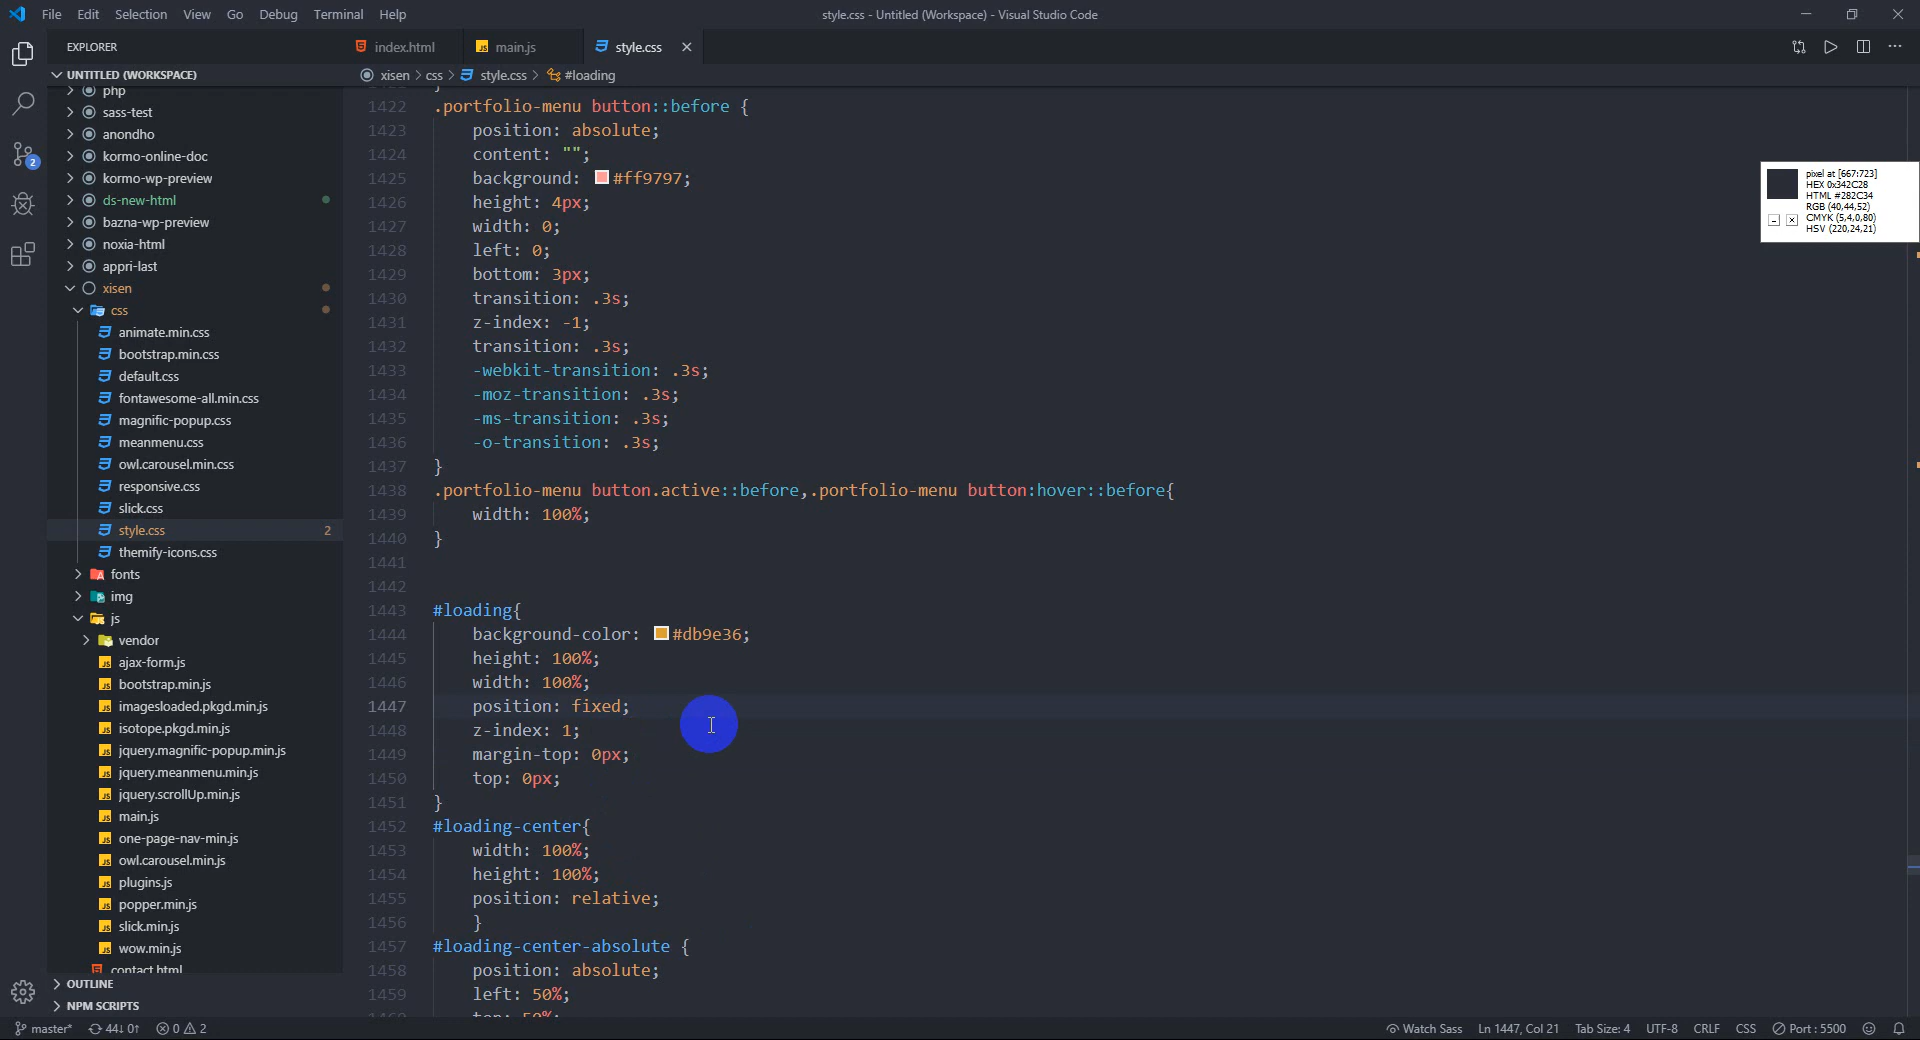 File Edit Selection View Go Debug Terminal Help
style.css - Untitled (Workspace) - Visual Studio Code
EXPLORER
index.html
main.js
style.css
UNTITLED (WORKSPACE)
xisen > css > style.css > #loading
php
sass-test
anondho
kormo-online-doc
kormo-wp-preview
ds-new-html
bazna-wp-preview
noxia-html
appri-last
xisen
css
animate.min.css
bootstrap.min.css
default.css
fontawesome-all.min.css
magnific-popup.css
meanmenu.css
owl.carousel.min.css
responsive.css
slick.css
style.css 2
themify-icons.css
fonts
img
js
vendor
ajax-form.js
bootstrap.min.js
imagesloaded.pkgd.min.js
isotope.pkgd.min.js
jquery.magnific-popup.min.js
jquery.meanmenu.min.js
jquery.scrollUp.min.js
main.js
one-page-nav-min.js
owl.carousel.min.js
plugins.js
popper.min.js
slick.min.js
wow.min.js
contact.html
OUTLINE
NPM SCRIPTS
2
1422 .portfolio-menu button::before {
1423 position: absolute;
1424 content: "";
1425 background: #ff9797;
1426 height: 4px;
1427 width: 0;
1428 left: 0;
1429 bottom: 3px;
1430 transition: .3s;
1431 z-index: -1;
1432 transition: .3s;
1433 -webkit-transition: .3s;
1434 -moz-transition: .3s;
1435 -ms-transition: .3s;
1436 -o-transition: .3s;
1437 }
1438 .portfolio-menu button.active::before,.portfolio-menu button:hover::before{
1439 width: 100%;
1440 }
1441
1442
1443 #loading{
1444 background-color: #db9e36;
1445 height: 100%;
1446 width: 100%;
1447 position: fixed;
1448 z-index: 1;
1449 margin-top: 0px;
1450 top: 0px;
1451 }
1452 #loading-center{
1453 width: 100%;
1454 height: 100%;
1455 position: relative;
1456 }
1457 #loading-center-absolute {
1458 position: absolute;
1459 left: 50%;
1460 top: 50%;
pixel at [667:723]
HEX 0x342C28
HTML #282C34
RGB (40,44,52)
CMYK (5,4,0,80)
HSV (220,24,21)
master* 44↓ 0↑ 0 2
Watch Sass Ln 1447, Col 21 Tab Size: 4 UTF-8 CRLF CSS Port : 5500